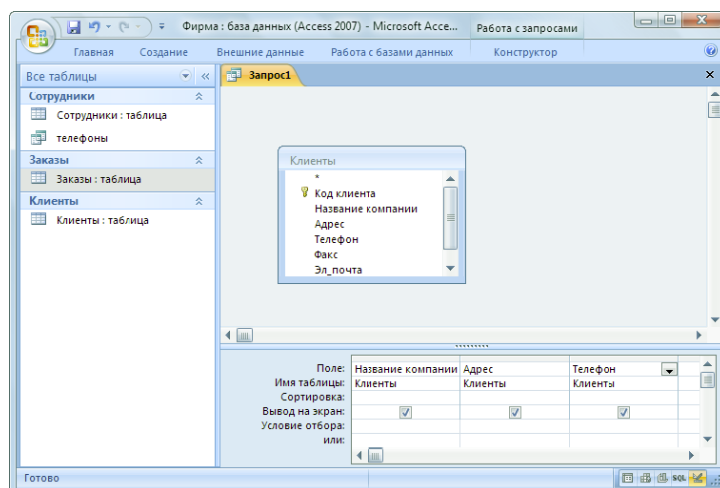 Фирма : база данных (Access 2007) - Microsoft Acce...
Работа с запросами
Главная Создание Внешние данные Работа с базами данных Конструктор
Все таблицы
Запрос1
Сотрудники
Сотрудники : таблица
телефоны
Заказы
Заказы : таблица
Клиенты
Клиенты : таблица
Клиенты
*
Код клиента
Название компании
Адрес
Телефон
Факс
Эл_почта
Поле: Название компании Адрес Телефон
Имя таблицы: Клиенты Клиенты Клиенты
Сортировка:
Вывод на экран:
Условие отбора:
или:
Готово
SQL